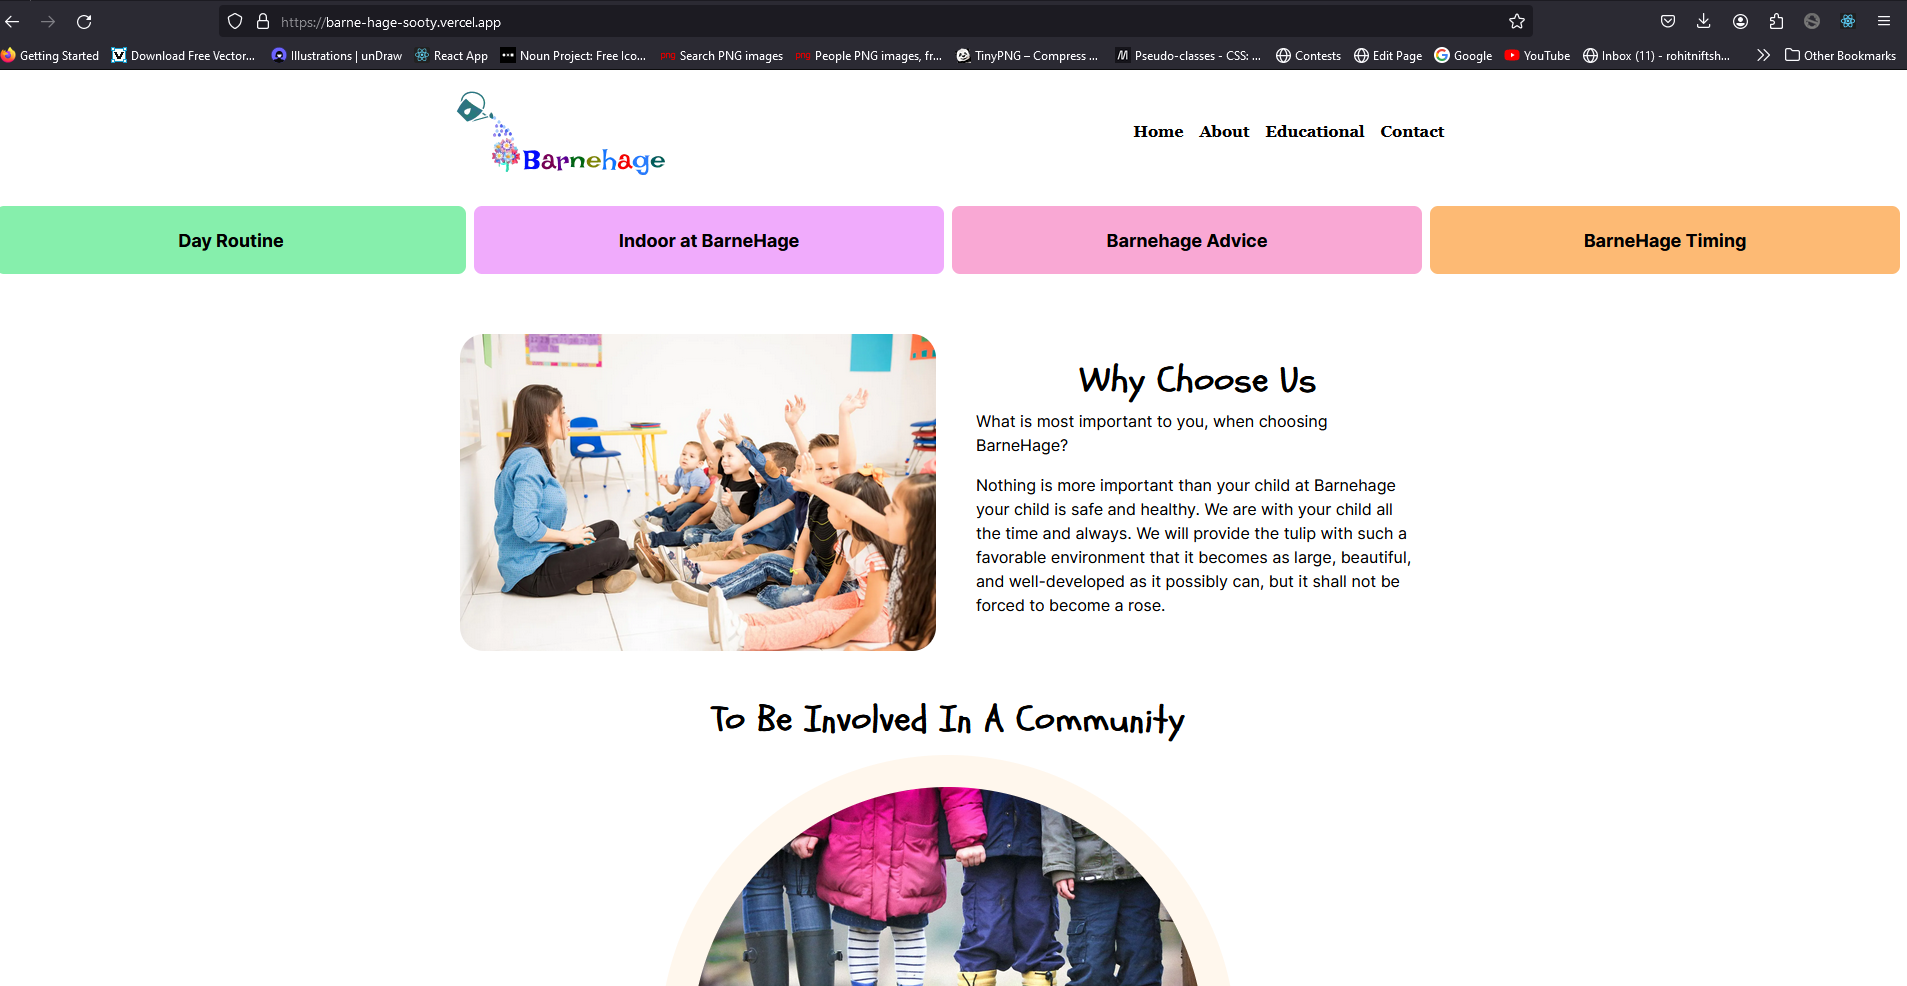 https://barne-hage-sooty.vercel.app
Getting Started Download Free Vector... Illustrations | unDraw React App Noun Project: Free Ico... png Search PNG images png People PNG images, fr... TinyPNG – Compress ... M Pseudo-classes - CSS: ... Contests Edit Page Google YouTube Inbox (11) - rohitniftsh... Other Bookmarks
Barnehage
Home About Educational Contact
Day Routine Indoor at BarneHage Barnehage Advice BarneHage Timing
Why Choose Us
What is most important to you, when choosing
BarneHage?
Nothing is more important than your child at Barnehage
your child is safe and healthy. We are with your child all
the time and always. We will provide the tulip with such a
favorable environment that it becomes as large, beautiful,
and well-developed as it possibly can, but it shall not be
forced to become a rose.
To Be Involved In A Community